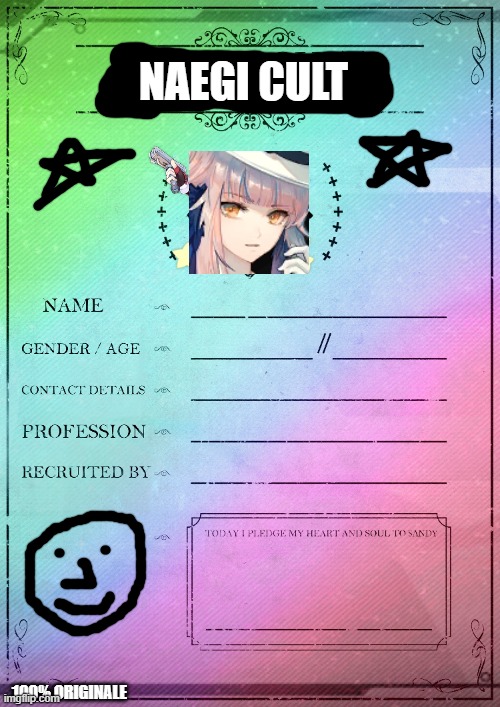 NAEGI CULT
NAME
GENDER / AGE
//
CONTACT DETAILS
PROFESSION
RECRUITED BY
TODAY I PLEDGE MY HEART AND SOUL TO SANDY
100% ORIGINALE
imgflip.com